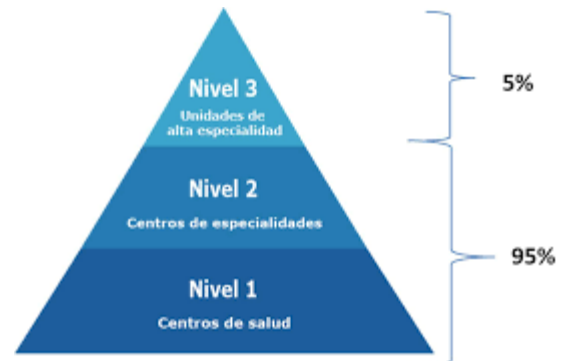 Nivel 3
Unidades de
alta especialidad
5%
Nivel 2
Centros de especialidades
95%
Nivel 1
Centros de salud